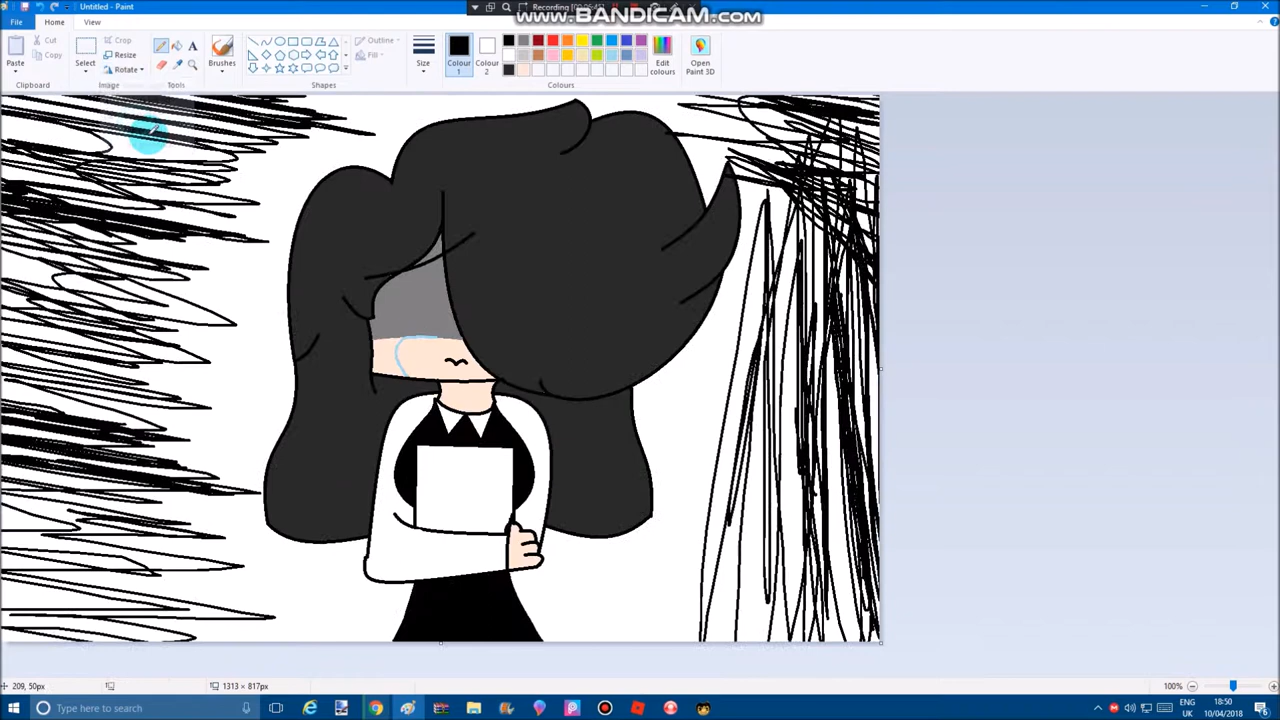 Untitled - Paint
Recording
www.BANDICAM.com
File
Home
View
Cut
Copy
Paste
Clipboard
Crop
Resize
Rotate
Select
Image
Tools
Brushes
Outline
Fill
Shapes
Size
Colour 1
Colour 2
Edit colours
Open Paint 3D
Colours
209, 50px
1313 × 817px
100%
Type here to search
ENG
UK
18:50
10/04/2018